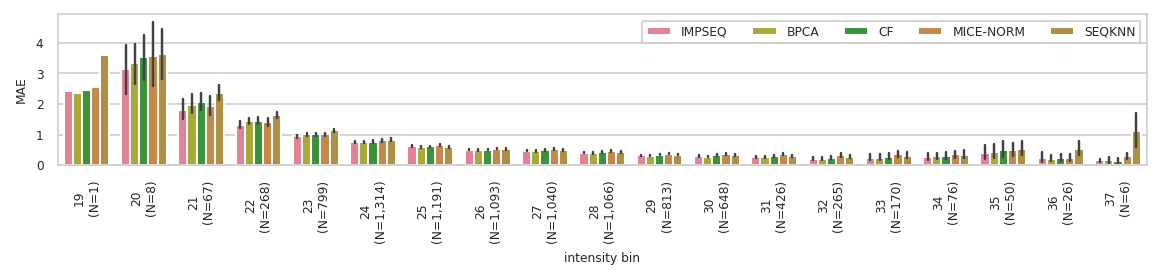 IMPSEQ BPCA CF MICE-NORM SEQKNN
MAE
4
3
2
1
0
19
(N=1)
20
(N=8)
21
(N=67)
22
(N=268)
23
(N=799)
24
(N=1,314)
25
(N=1,191)
26
(N=1,093)
27
(N=1,040)
28
(N=1,066)
29
(N=813)
30
(N=648)
31
(N=426)
32
(N=265)
33
(N=170)
34
(N=76)
35
(N=50)
36
(N=26)
37
(N=6)
intensity bin